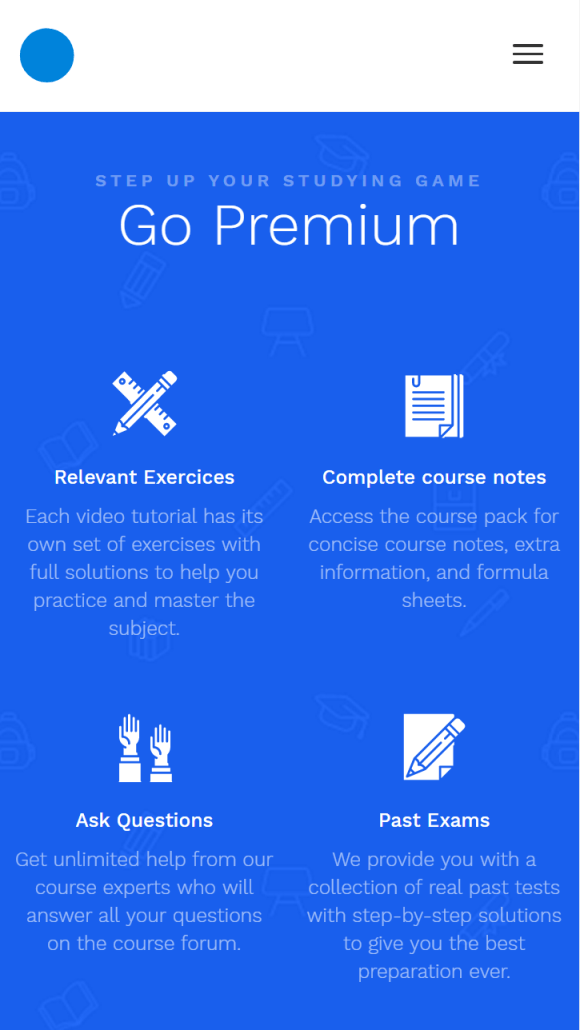 STEP UP YOUR STUDYING GAME
Go Premium
Relevant Exercices
Each video tutorial has its
own set of exercises with
full solutions to help you
practice and master the
subject.
Complete course notes
Access the course pack for
concise course notes, extra
information, and formula
sheets.
Ask Questions
Get unlimited help from our
course experts who will
answer all your questions
on the course forum.
Past Exams
We provide you with a
collection of real past tests
with step-by-step solutions
to give you the best
preparation ever.